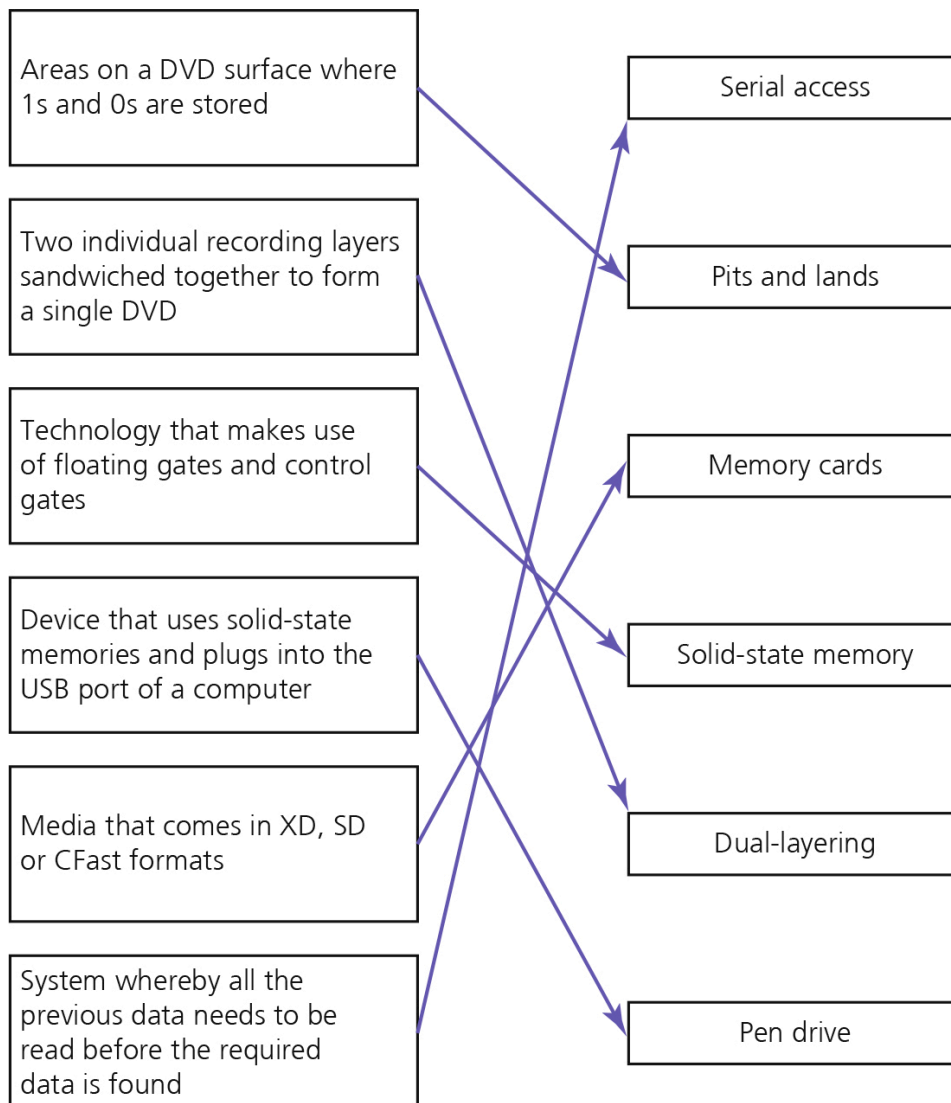 Areas on a DVD surface where
1s and 0s are stored
Two individual recording layers
sandwiched together to form
a single DVD
Technology that makes use
of floating gates and control
gates
Device that uses solid-state
memories and plugs into the
USB port of a computer
Media that comes in XD, SD
or CFast formats
System whereby all the
previous data needs to be
read before the required
data is found
Serial access
Pits and lands
Memory cards
Solid-state memory
Dual-layering
Pen drive